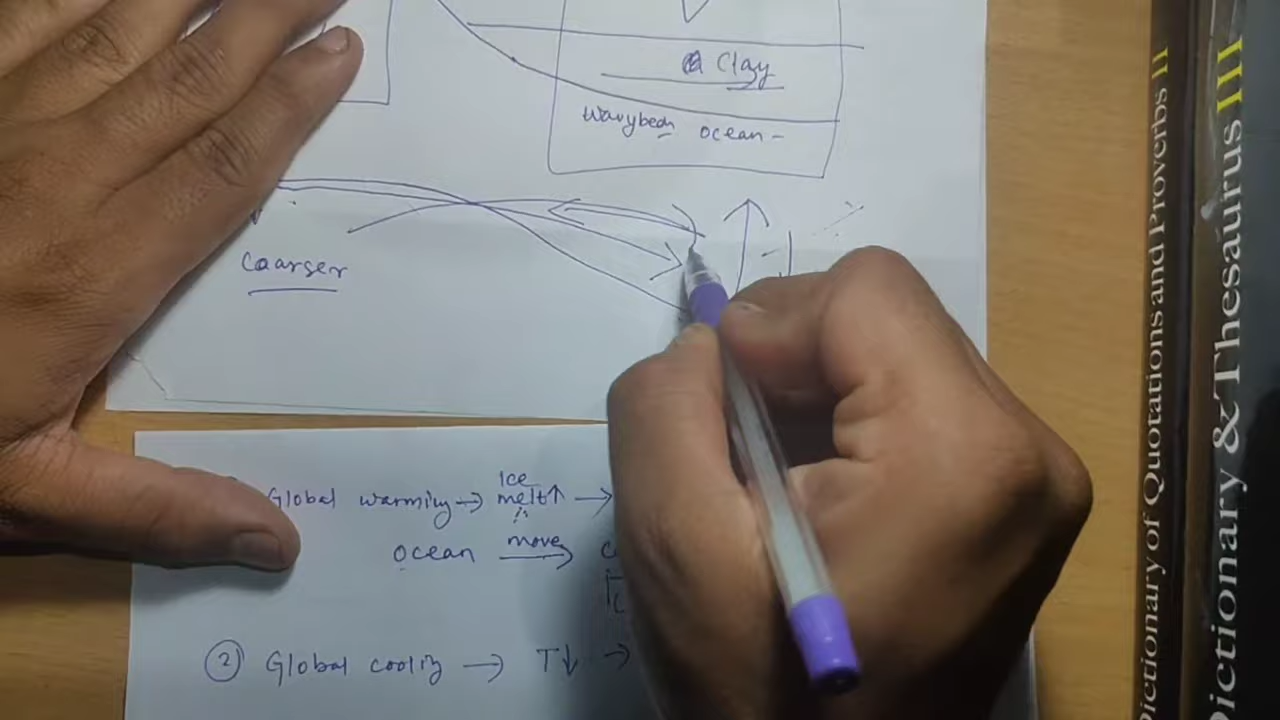 Clay
ocean -
Coarser
Global warming → Ice melt↑ →
ocean move
② Global cooling → T↓ →
Dictionary of Quotations and Proverbs II
Dictionary & Thesaurus III